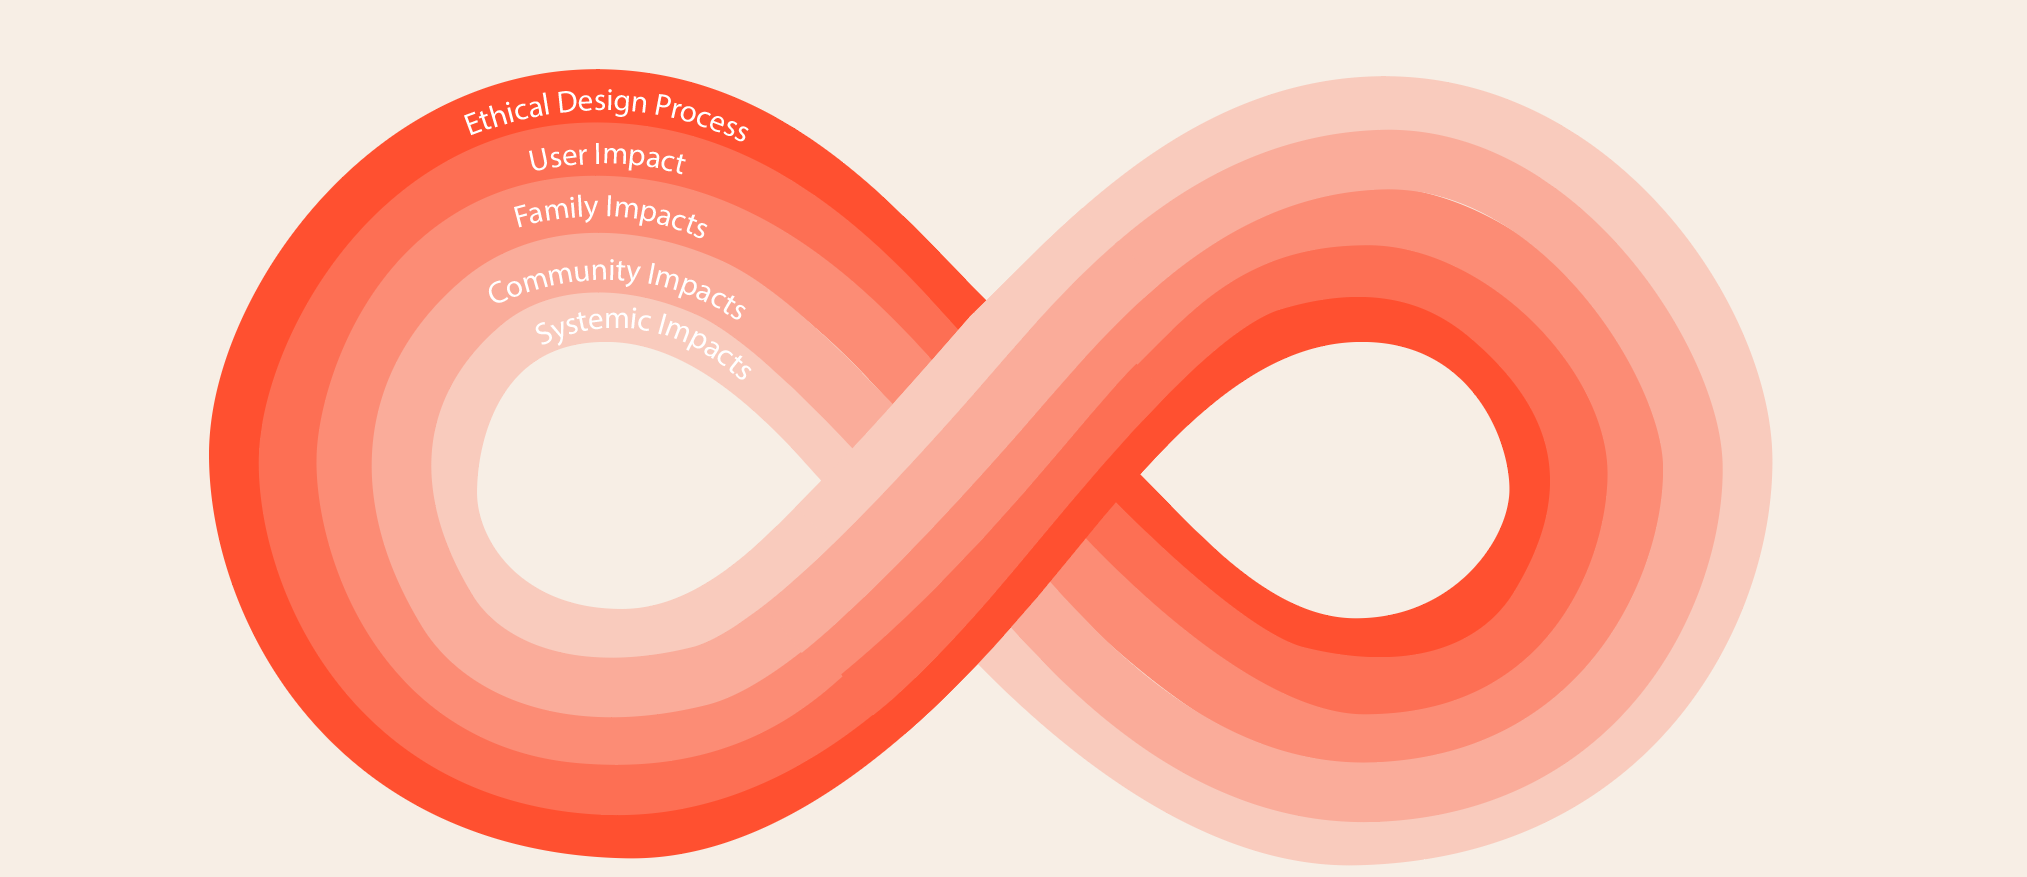 Ethical Design Process
User Impact
Family Impacts
Community Impacts
Systemic Impacts